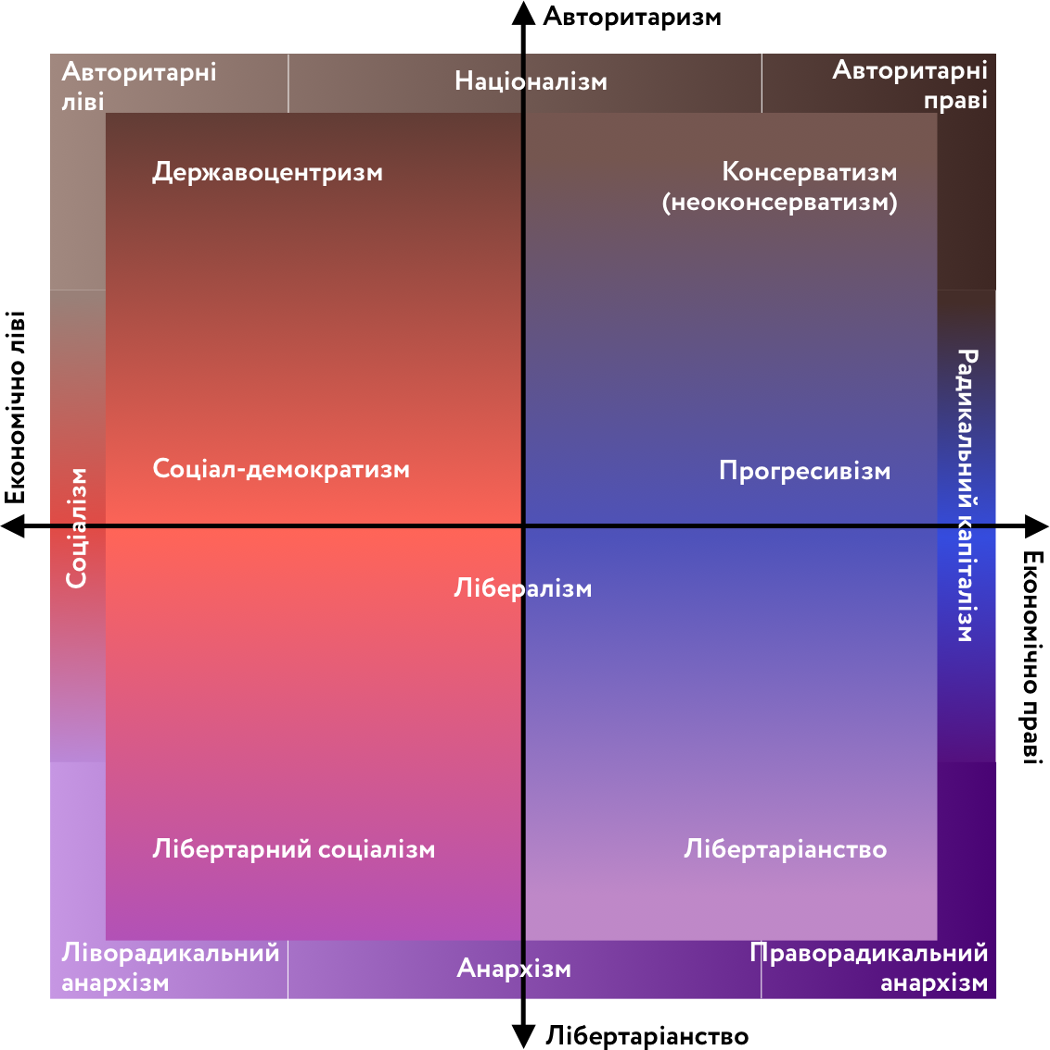 Авторитаризм
Авторитарні
ліві
Націоналізм
Авторитарні
праві
Державоцентризм
Консерватизм
(неоконсерватизм)
Економічно ліві
Радикальний капіталізм
Соціалізм
Соціал-демократизм
Прогресивізм
Лібералізм
Економічно праві
Лібертарний соціалізм
Лібертаріанство
Ліворадикальний
анархізм
Анархізм
Праворадикальний
анархізм
Лібертаріанство